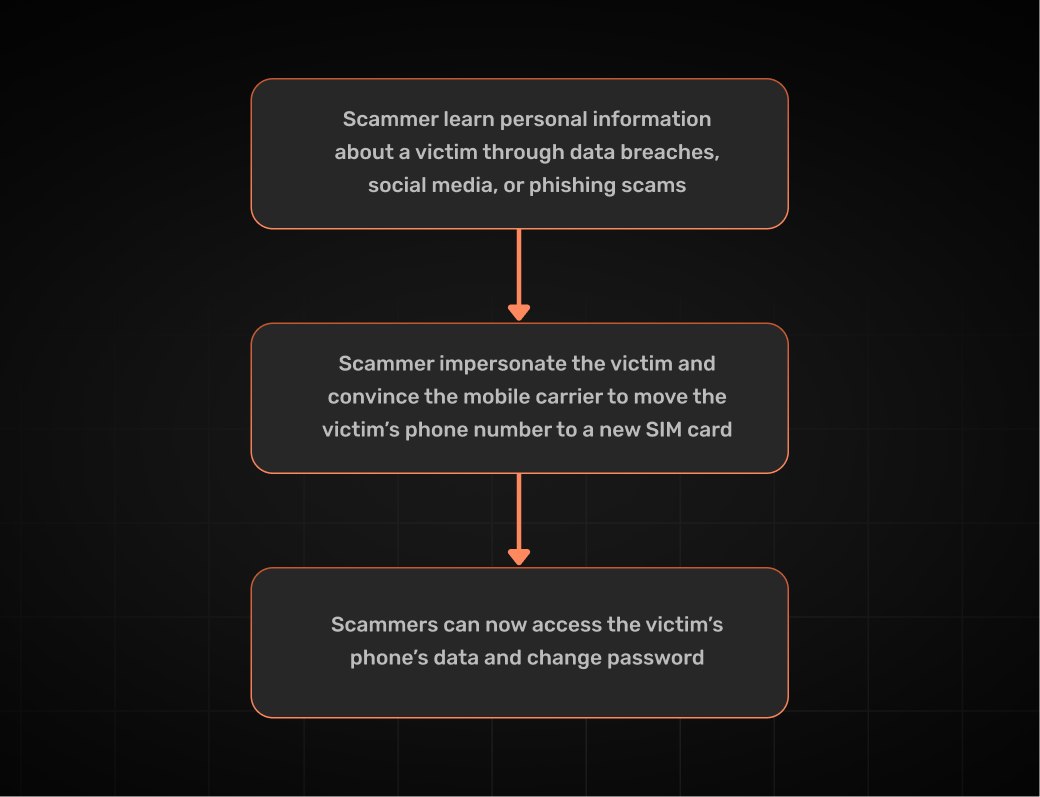 Scammer learn personal information
about a victim through data breaches,
social media, or phishing scams
Scammer impersonate the victim and
convince the mobile carrier to move the
victim’s phone number to a new SIM card
Scammers can now access the victim’s
phone’s data and change password